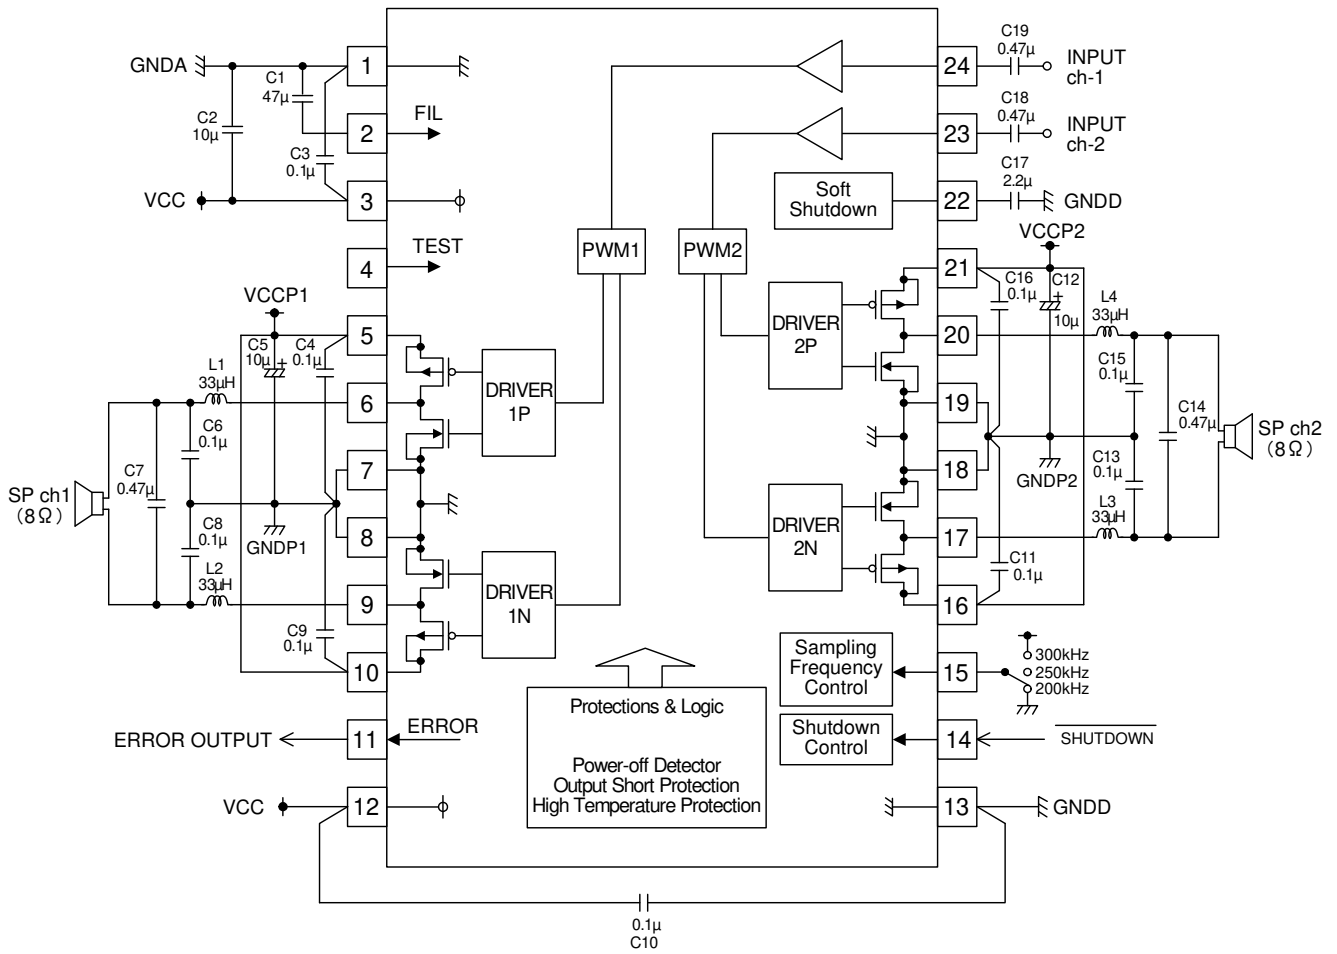 GNDA
C1
47μ
C2
10μ
C3
0.1μ
VCC
1
2
3
4
FIL
TEST
VCCP1
C5
10μ
+
C4
0.1μ
L1
33μH
C6
0.1μ
C7
0.47μ
SP ch1
(8Ω)
C8
0.1μ
GNDP1
L2
33μH
C9
0.1μ
5
6
7
8
9
10
DRIVER
1P
DRIVER
1N
ERROR OUTPUT
11
ERROR
VCC
12
PWM1
PWM2
Soft
Shutdown
DRIVER
2P
DRIVER
2N
Protections & Logic
Power-off Detector
Output Short Protection
High Temperature Protection
Sampling
Frequency
Control
Shutdown
Control
24
C19
0.47μ
INPUT
ch-1
23
C18
0.47μ
INPUT
ch-2
22
C17
2.2μ
GNDD
VCCP2
21
C16
0.1μ
C12
+
10μ
L4
33μH
20
C15
0.1μ
19
C14
0.47μ
SP ch2
(8Ω)
18
GNDP2
C13
0.1μ
L3
33μH
17
C11
0.1μ
16
15
300kHz
250kHz
200kHz
14
SHUTDOWN
13
GNDD
0.1μ
C10